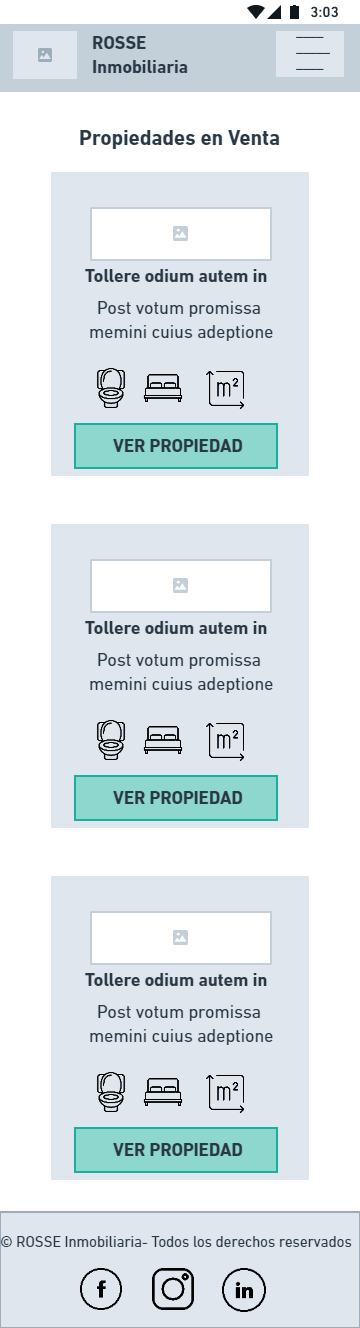 3:03
ROSSE
Inmobiliaria
Propiedades en Venta
Tollere odium autem in
Post votum promissa
memini cuius adeptione
m²
VER PROPIEDAD
Tollere odium autem in
Post votum promissa
memini cuius adeptione
m²
VER PROPIEDAD
Tollere odium autem in
Post votum promissa
memini cuius adeptione
m²
VER PROPIEDAD
© ROSSE Inmobiliaria- Todos los derechos reservados
f in